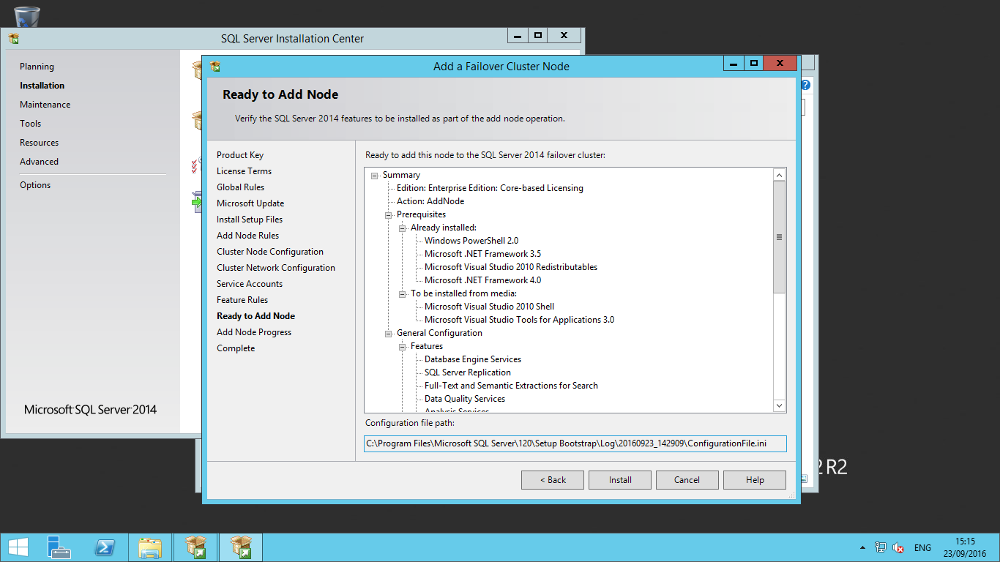 SQL Server Installation Center
Planning
Installation
Maintenance
Tools
Resources
Advanced
Options
Microsoft SQL Server 2014
Add a Failover Cluster Node
Ready to Add Node
Verify the SQL Server 2014 features to be installed as part of the add node operation.
Product Key
License Terms
Global Rules
Microsoft Update
Install Setup Files
Add Node Rules
Cluster Node Configuration
Cluster Network Configuration
Service Accounts
Feature Rules
Ready to Add Node
Add Node Progress
Complete
Ready to add this node to the SQL Server 2014 failover cluster:
Summary
Edition: Enterprise Edition: Core-based Licensing
Action: AddNode
Prerequisites
Already installed:
Windows PowerShell 2.0
Microsoft .NET Framework 3.5
Microsoft Visual Studio 2010 Redistributables
Microsoft .NET Framework 4.0
To be installed from media:
Microsoft Visual Studio 2010 Shell
Microsoft Visual Studio Tools for Applications 3.0
General Configuration
Features
Database Engine Services
SQL Server Replication
Full-Text and Semantic Extractions for Search
Data Quality Services
Analysis Services
Configuration file path:
C:\Program Files\Microsoft SQL Server\120\Setup Bootstrap\Log\20160923_142909\ConfigurationFile.ini
< Back
Install
Cancel
Help
2 R2
ENG
15:15
23/09/2016